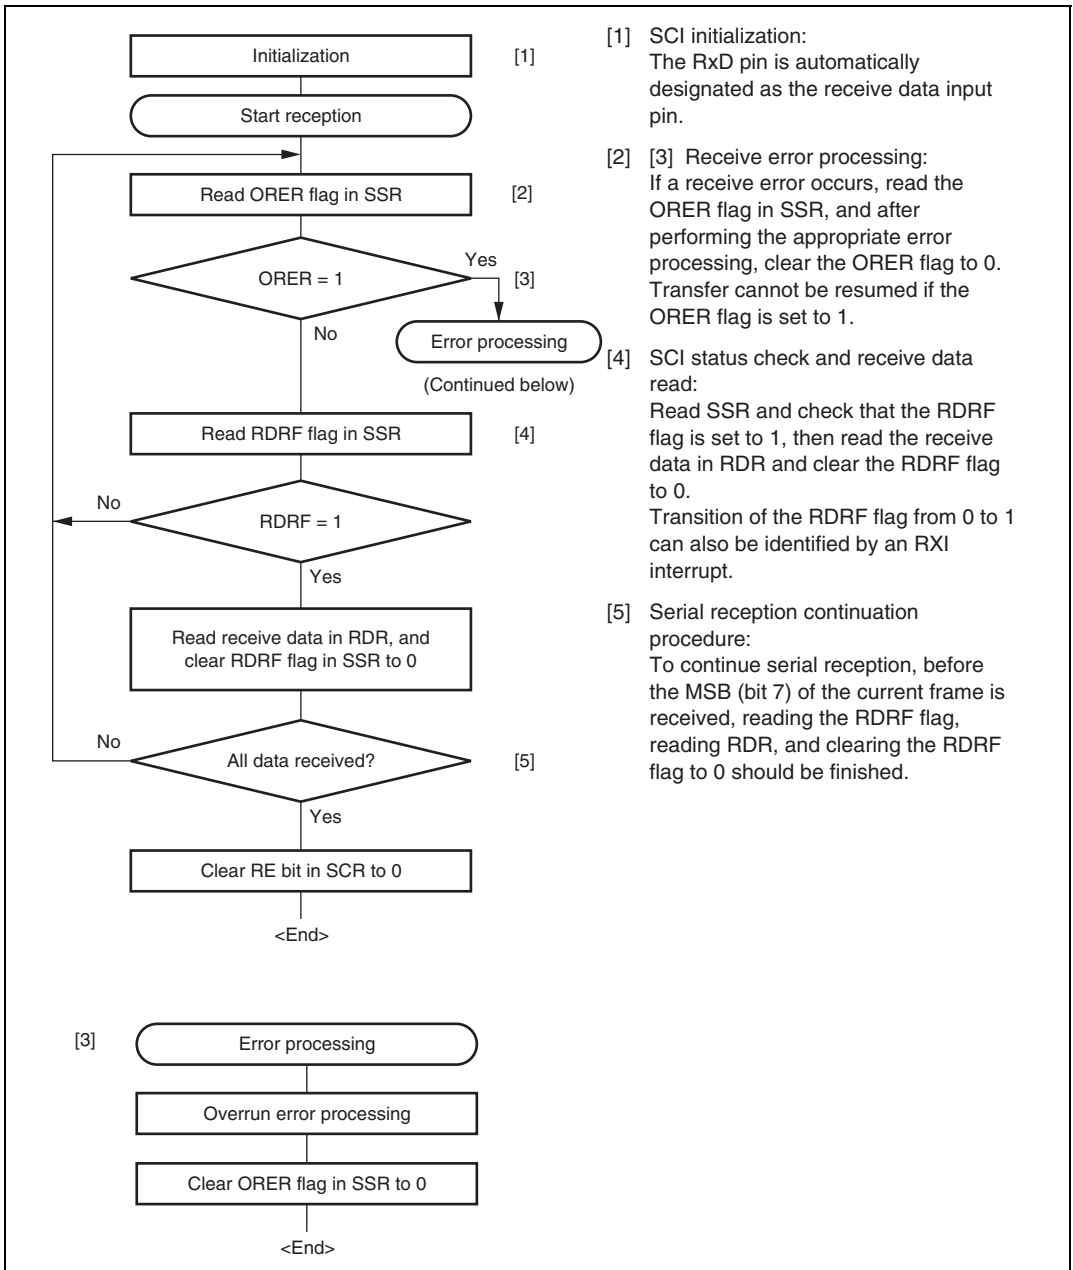 Initialization
[1]
Start reception
Read ORER flag in SSR
[2]
ORER = 1
Yes
[3]
No
Error processing
(Continued below)
Read RDRF flag in SSR
[4]
No
RDRF = 1
Yes
Read receive data in RDR, and
clear RDRF flag in SSR to 0
No
All data received?
[5]
Yes
Clear RE bit in SCR to 0
<End>
[1] SCI initialization:
The RxD pin is automatically
designated as the receive data input
pin.
[2] [3] Receive error processing:
If a receive error occurs, read the
ORER flag in SSR, and after
performing the appropriate error
processing, clear the ORER flag to 0.
Transfer cannot be resumed if the
ORER flag is set to 1.
[4] SCI status check and receive data
read:
Read SSR and check that the RDRF
flag is set to 1, then read the receive
data in RDR and clear the RDRF flag
to 0.
Transition of the RDRF flag from 0 to 1
can also be identified by an RXI
interrupt.
[5] Serial reception continuation
procedure:
To continue serial reception, before
the MSB (bit 7) of the current frame is
received, reading the RDRF flag,
reading RDR, and clearing the RDRF
flag to 0 should be finished.
[3]
Error processing
Overrun error processing
Clear ORER flag in SSR to 0
<End>